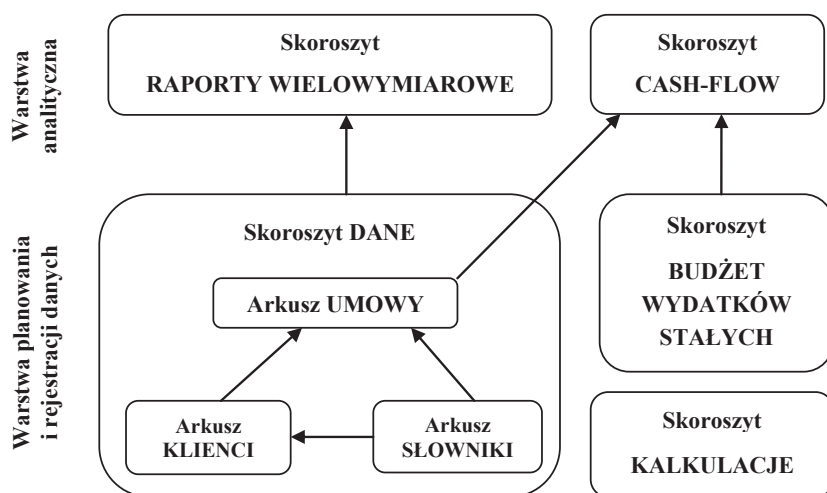 Warstwa
analityczna
Skoroszyt
RAPORTY WIELOWYMIAROWE
Skoroszyt
CASH-FLOW
Warstwa planowania
i rejestracji danych
Skoroszyt DANE
Arkusz UMOWY
Arkusz
KLIENCI
Arkusz
SŁOWNIKI
Skoroszyt
BUDŻET
WYDATKÓW
STAŁYCH
Skoroszyt
KALKULACJE